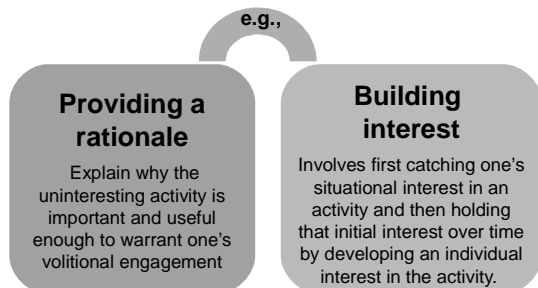 e.g.,
Providing a
rationale
Explain why the
uninteresting activity is
important and useful
enough to warrant one's
volitional engagement
Building
interest
Involves first catching one's
situational interest in an
activity and then holding
that initial interest over time
by developing an individual
interest in the activity.